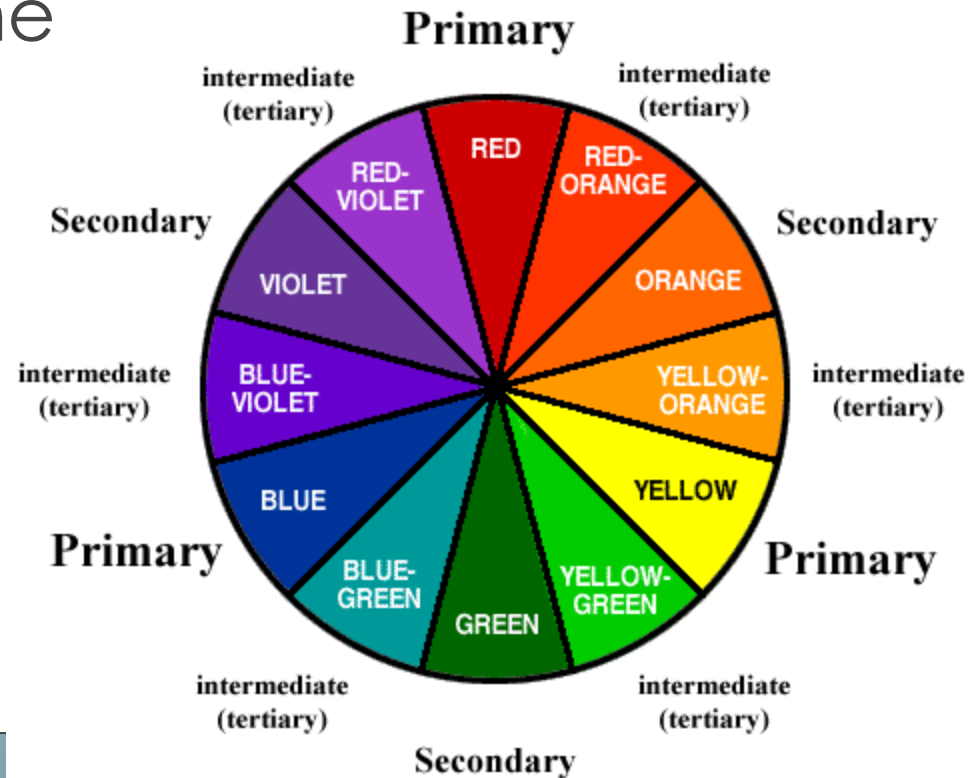 ne
Primary
intermediate
(tertiary)
intermediate
(tertiary)
RED
RED-
VIOLET
RED-
ORANGE
Secondary
Secondary
VIOLET
ORANGE
intermediate
(tertiary)
BLUE-
VIOLET
YELLOW-
ORANGE
intermediate
(tertiary)
BLUE
YELLOW
Primary
Primary
BLUE-
GREEN
YELLOW-
GREEN
GREEN
intermediate
(tertiary)
intermediate
(tertiary)
Secondary